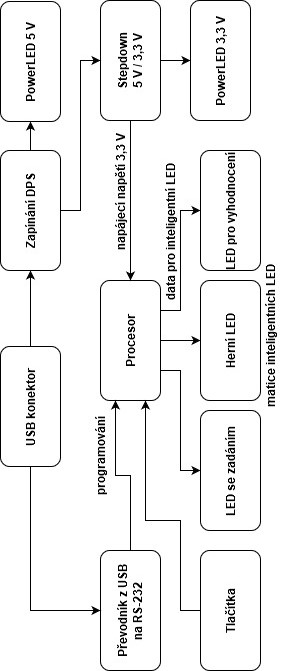 PowerLED 5 V
Stepdown
5 V / 3,3 V
PowerLED 3,3 V
Zapínání DPS
napájecí napětí 3,3 V
data pro inteligentní LED
LED pro vyhodnocení
USB konektor
Procesor
Herní LED
matice inteligentních LED
programování
LED se zadáním
Převodník z USB
na RS-232
Tlačítka